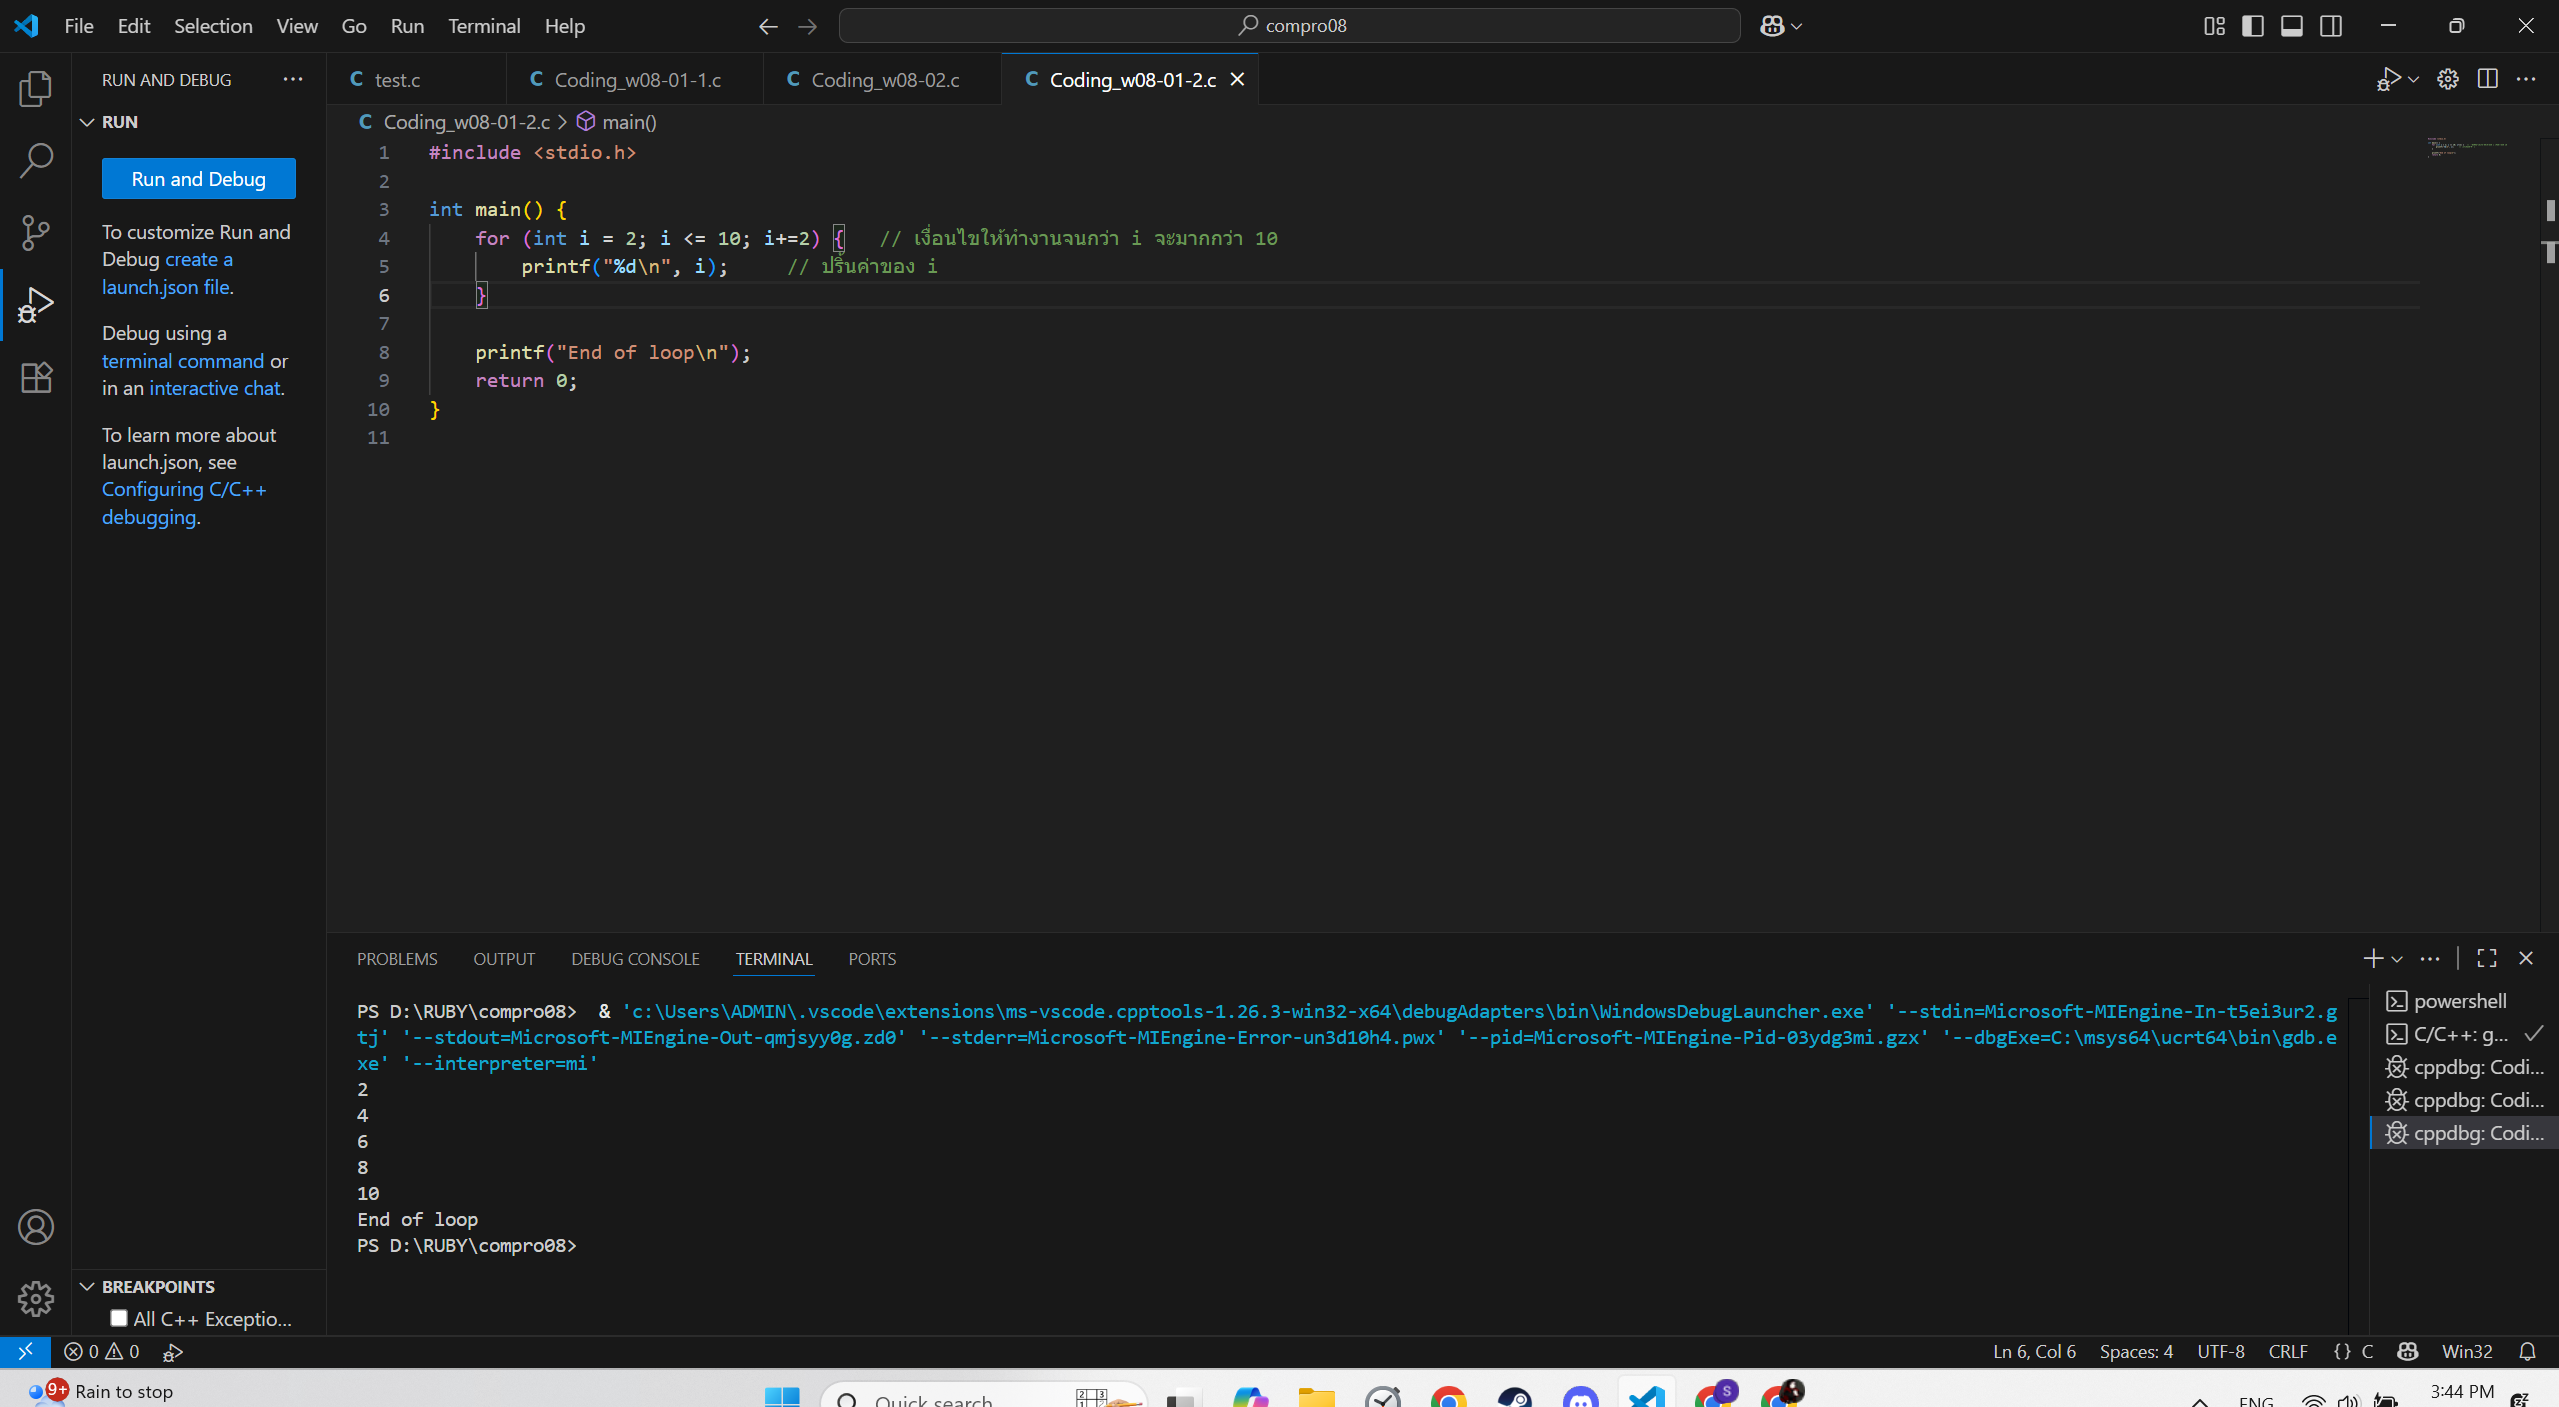 File Edit Selection View Go Run Terminal Help
compro08
RUN AND DEBUG
RUN
Run and Debug
To customize Run and
Debug create a
launch.json file.
Debug using a
terminal command or
in an interactive chat.
To learn more about
launch.json, see
Configuring C/C++
debugging.
BREAKPOINTS
All C++ Exceptio...
C test.c
C Coding_w08-01-1.c
C Coding_w08-02.c
C Coding_w08-01-2.c
C Coding_w08-01-2.c > main()
1 #include <stdio.h>
2
3 int main() {
4 for (int i = 2; i <= 10; i+=2) { // เงื่อนไขให้ทำงานจนกว่า i จะมากกว่า 10
5 printf("%d\n", i); // ปริ้นค่าของ i
6 }
7
8 printf("End of loop\n");
9 return 0;
10 }
11
PROBLEMS OUTPUT DEBUG CONSOLE TERMINAL PORTS
PS D:\RUBY\compro08> & 'c:\Users\ADMIN\.vscode\extensions\ms-vscode.cpptools-1.26.3-win32-x64\debugAdapters\bin\WindowsDebugLauncher.exe' '--stdin=Microsoft-MIEngine-In-t5ei3ur2.g
tj' '--stdout=Microsoft-MIEngine-Out-qmjsyy0g.zd0' '--stderr=Microsoft-MIEngine-Error-un3d10h4.pwx' '--pid=Microsoft-MIEngine-Pid-03ydg3mi.gzx' '--dbgExe=C:\msys64\ucrt64\bin\gdb.e
xe' '--interpreter=mi'
2
4
6
8
10
End of loop
PS D:\RUBY\compro08>
powershell
C/C++: g...
cppdbg: Codi...
cppdbg: Codi...
cppdbg: Codi...
0 0
Ln 6, Col 6 Spaces: 4 UTF-8 CRLF {} C Win32
9+ Rain to stop
Quick search
S
ENG
3:44 PM